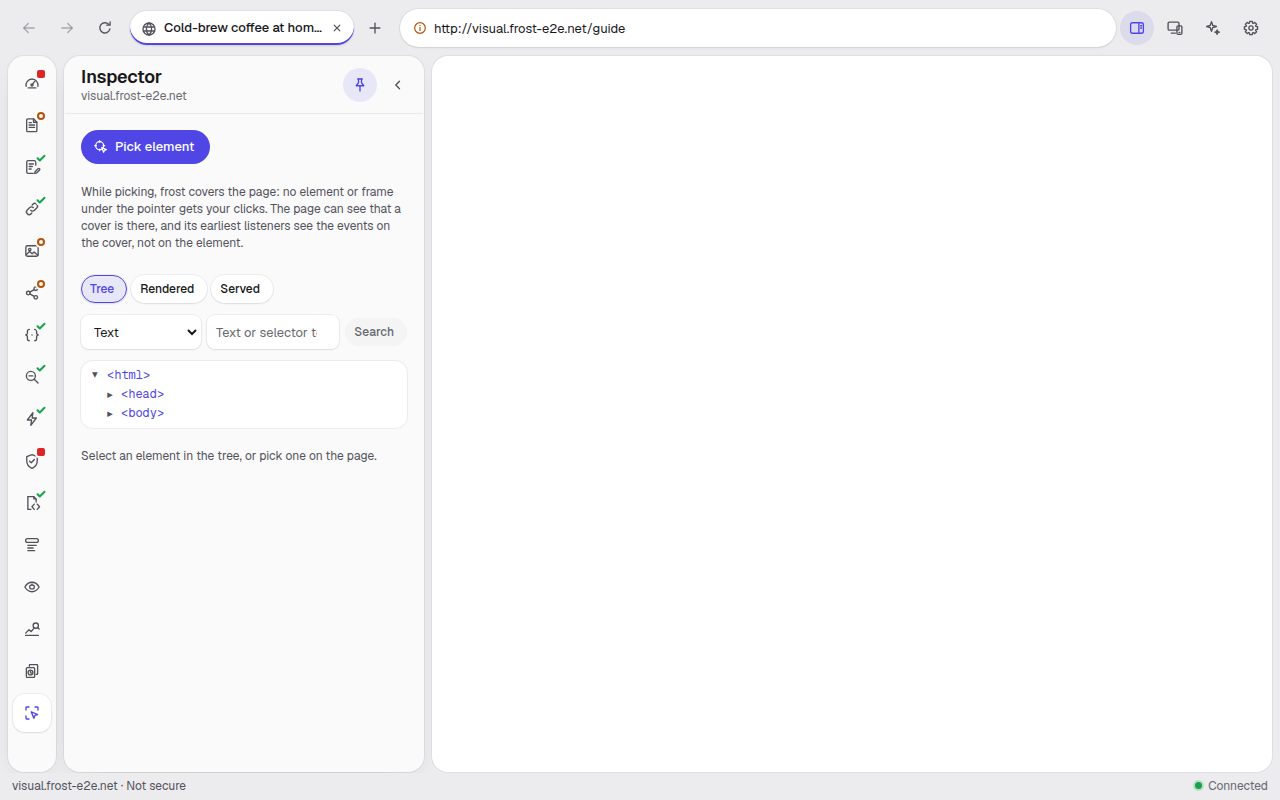 Cold-brew coffee at hom...
http://visual.frost-e2e.net/guide
Inspector
visual.frost-e2e.net
Pick element
While picking, frost covers the page: no element or frame
under the pointer gets your clicks. The page can see that a
cover is there, and its earliest listeners see the events on
the cover, not on the element.
Tree Rendered Served
Text Text or selector Search
<html>
<head>
<body>
Select an element in the tree, or pick one on the page.
visual.frost-e2e.net · Not secure
Connected